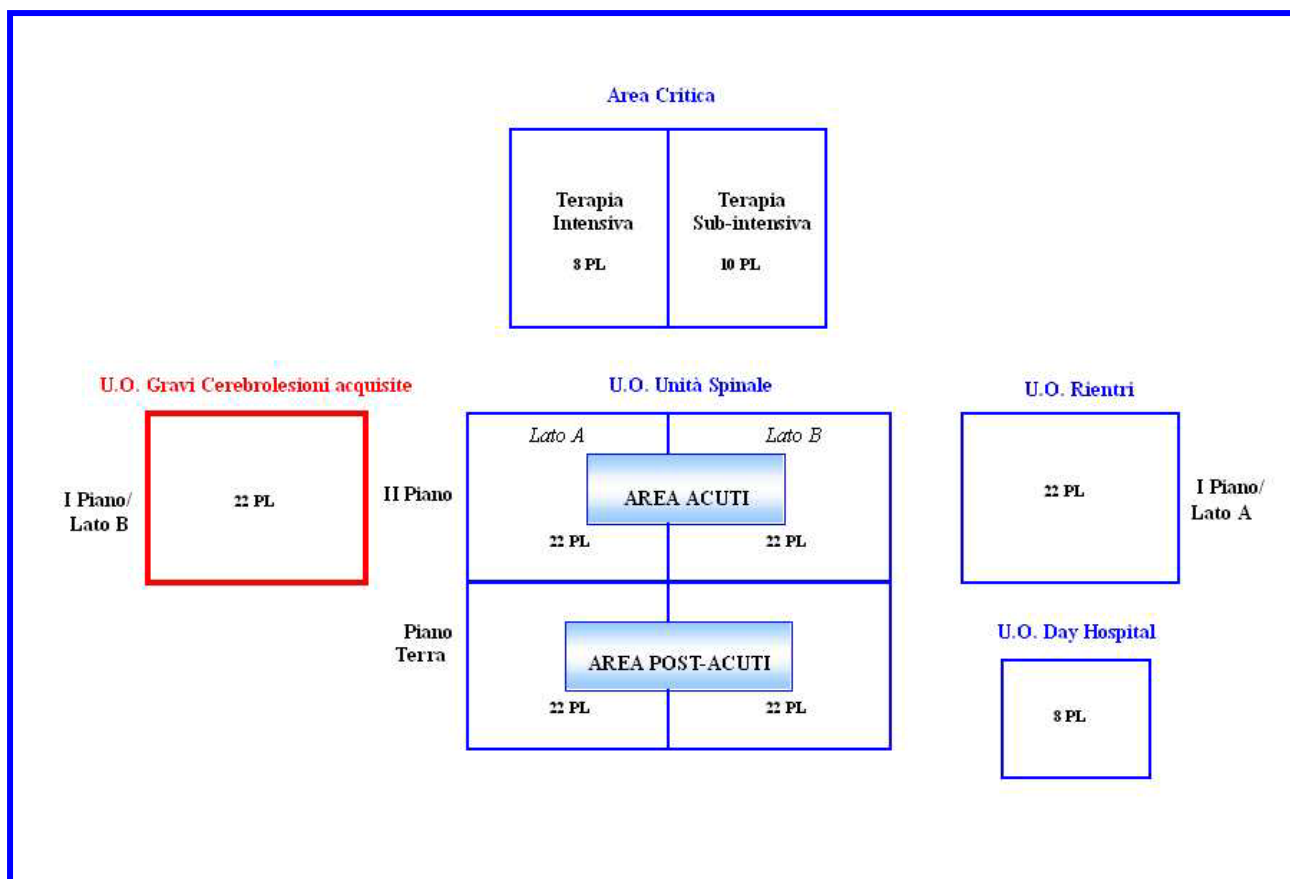 Area Critica
Terapia
Intensiva
8 PL
Terapia
Sub-intensiva
10 PL
U.O. Gravi Cerebrolesioni acquisite
I Piano/
Lato B
22 PL
U.O. Unità Spinale
II Piano
Lato A
Lato B
AREA ACUTI
22 PL
22 PL
Piano
Terra
AREA POST-ACUTI
22 PL
22 PL
U.O. Rientri
22 PL
I Piano/
Lato A
U.O. Day Hospital
8 PL